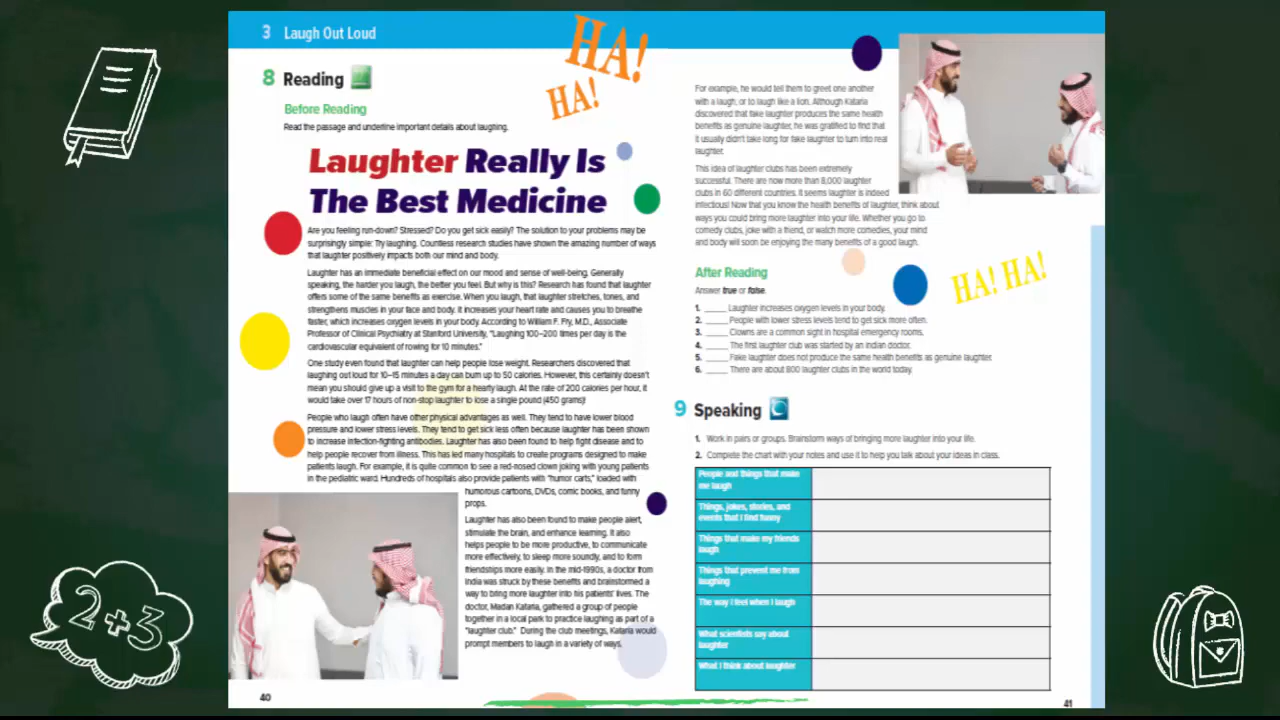 3 Laugh Out Loud
HA!
HA!
8 Reading
Before Reading
Read the passage and underline important details about laughing.
Laughter Really Is
The Best Medicine
Are you feeling run-down? Stressed? Do you get sick easily? The solution to your problems may be
surprisingly simple: Try laughing. Countless research studies have shown the amazing number of ways
that laughter positively impacts both our mind and body.
Laughter has an immediate beneficial effect on our mood and sense of well-being. Generally
speaking, the harder you laugh, the better you feel. But why is this? Research has found that laughter
offers some of the same benefits as exercise. When you laugh, that laughter stretches, tones, and
strengthens muscles in your face and body. It increases your heart rate and causes you to breathe
faster, which increases oxygen levels in your body. According to William F. Fry, M.D., Associate
Professor of Clinical Psychiatry at Stanford University, "Laughing 100–200 times per day is the
cardiovascular equivalent of rowing for 10 minutes."
One study even found that laughter can help people lose weight. Researchers discovered that
laughing out loud for 10–15 minutes a day can burn up to 50 calories. However, this certainly doesn't
mean you should give up a visit to the gym for a hearty laugh. At the rate of 200 calories per hour, it
would take over 17 hours of non-stop laughter to lose a single pound (450 grams)!
People who laugh often have other physical advantages as well. They tend to have lower blood
pressure and lower stress levels. They tend to get sick less often because laughter has been shown
to increase infection-fighting antibodies. Laughter has also been found to help fight disease and to
help people recover from illness. This has led many hospitals to create programs designed to make
patients laugh. For example, it is quite common to see a red-nosed clown joking with young patients
in the pediatric ward. Hundreds of hospitals also provide patients with "humor carts," loaded with
humorous cartoons, DVDs, comic books, and funny
props.
Laughter has also been found to make people alert,
stimulate the brain, and enhance learning. It also
helps people to be more productive, to communicate
more effectively, to sleep more soundly, and to form
friendships more easily. In the mid-1990s, a doctor from
India was struck by these benefits and brainstormed a
way to bring more laughter into his patients' lives. The
doctor, Madan Kataria, gathered a group of people
together in a local park to practice laughing as part of a
"laughter club." During the club meetings, Kataria would
prompt members to laugh in a variety of ways.
40
For example, he would tell them to greet one another
with a laugh, or to laugh like a lion. Although Kataria
discovered that fake laughter produces the same health
benefits as genuine laughter, he was gratified to find that
it usually didn't take long for fake laughter to turn into real
laughter.
This idea of laughter clubs has been extremely
successful. There are now more than 8,000 laughter
clubs in 60 different countries. It seems laughter is indeed
infectious! Now that you know the health benefits of laughter, think about
ways you could bring more laughter into your life. Whether you go to
comedy clubs, joke with a friend, or watch more comedies, your mind
and body will soon be enjoying the many benefits of a good laugh.
HA! HA!
After Reading
Answer true or false.
1. _____ Laughter increases oxygen levels in your body.
2. _____ People with lower stress levels tend to get sick more often.
3. _____ Clowns are a common sight in hospital emergency rooms.
4. _____ The first laughter club was started by an Indian doctor.
5. _____ Fake laughter does not produce the same health benefits as genuine laughter.
6. _____ There are about 800 laughter clubs in the world today.
9 Speaking
1. Work in pairs or groups. Brainstorm ways of bringing more laughter into your life.
2. Complete the chart with your notes and use it to help you talk about your ideas in class.
People and things that make
me laugh
Things, jokes, stories, and
events that I find funny
Things that make my friends
laugh
Things that prevent me from
laughing
The way I feel when I laugh
What scientists say about
laughter
What I think about laughter
41
2+3